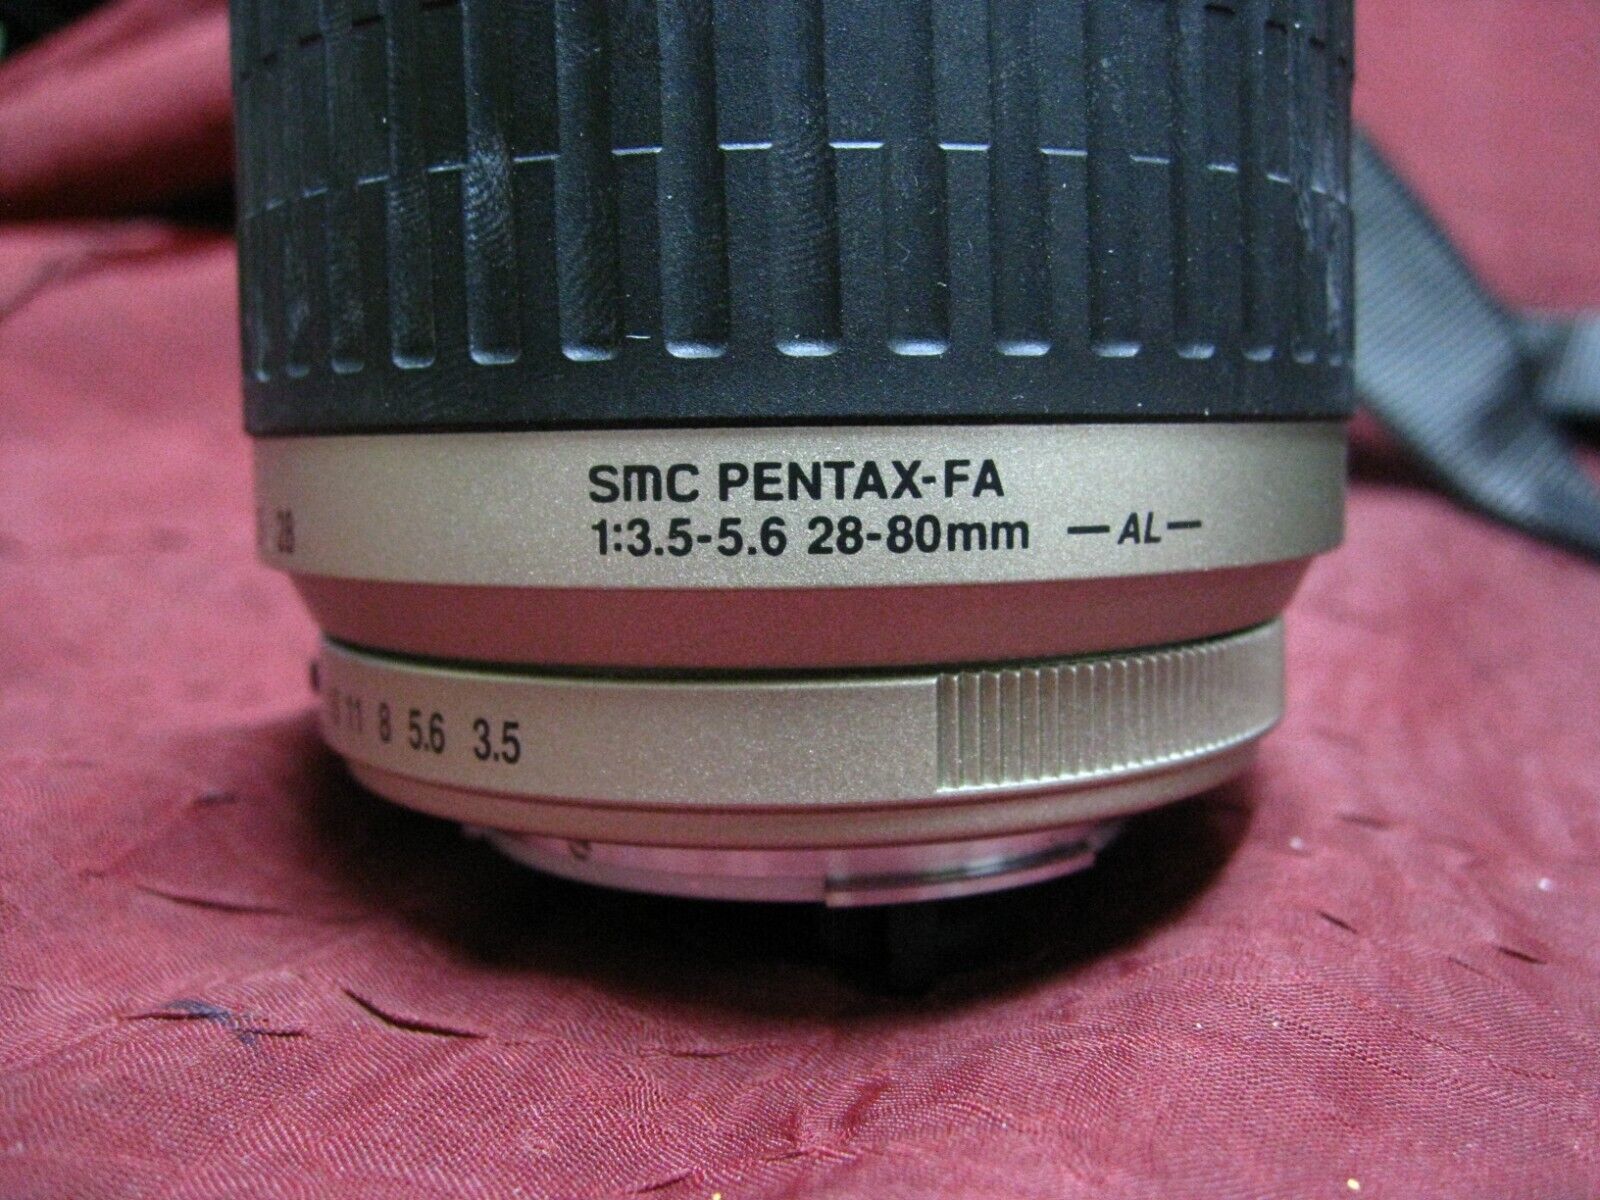 SMC PENTAX-FA
1:3.5-5.6 28-80mm —AL—
28
11 8 5.6 3.5